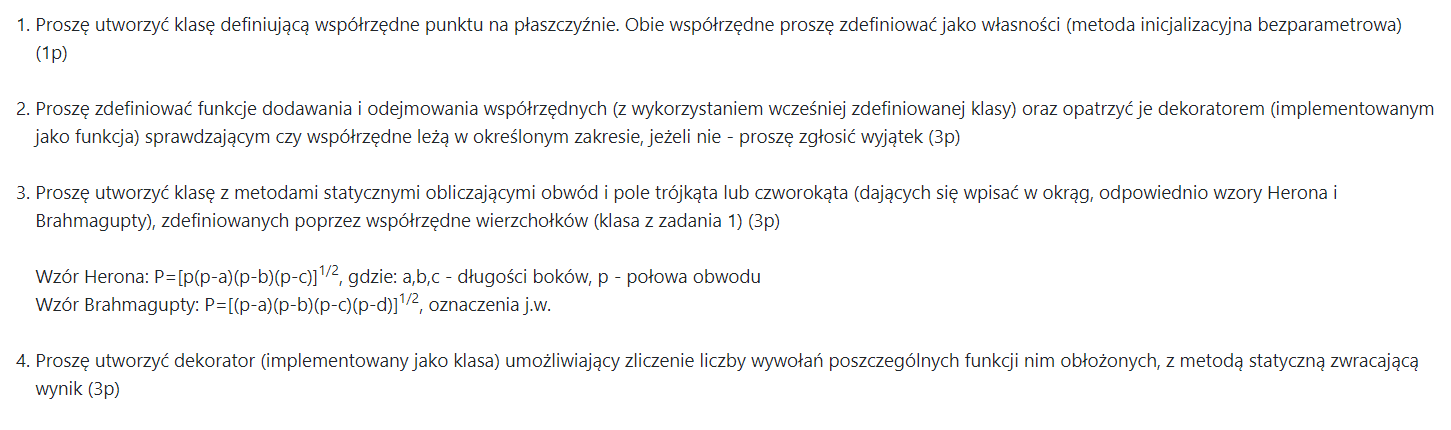 1. Proszę utworzyć klasę definiującą współrzędne punktu na płaszczyźnie. Obie współrzędne proszę zdefiniować jako własności (metoda inicjalizacyjna bezparametrowa)
(1p)
2. Proszę zdefiniować funkcje dodawania i odejmowania współrzędnych (z wykorzystaniem wcześniej zdefiniowanej klasy) oraz opatrzyć je dekoratorem (implementowanym
jako funkcja) sprawdzającym czy współrzędne leżą w określonym zakresie, jeżeli nie - proszę zgłosić wyjątek (3p)
3. Proszę utworzyć klasę z metodami statycznymi obliczającymi obwód i pole trójkąta lub czworokąta (dających się wpisać w okrąg, odpowiednio wzory Herona i
Brahmagupty), zdefiniowanych poprzez współrzędne wierzchołków (klasa z zadania 1) (3p)
Wzór Herona: P=[p(p-a)(p-b)(p-c)]^1/2, gdzie: a,b,c - długości boków, p - połowa obwodu
Wzór Brahmagupty: P=[(p-a)(p-b)(p-c)(p-d)]^1/2, oznaczenia j.w.
4. Proszę utworzyć dekorator (implementowany jako klasa) umożliwiający zliczenie liczby wywołań poszczególnych funkcji nim obłożonych, z metodą statyczną zwracającą
wynik (3p)